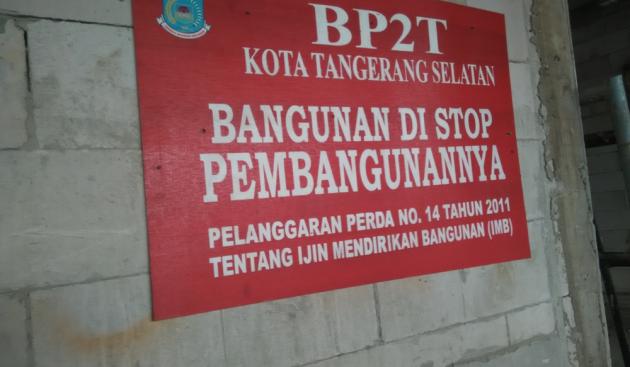 BP2T
KOTA TANGERANG SELATAN
BANGUNAN DI STOP
PEMBANGUNANNYA
PELANGGARAN PERDA NO. 14 TAHUN 2011
TENTANG IJIN MENDIRIKAN BANGUNAN (IMB)